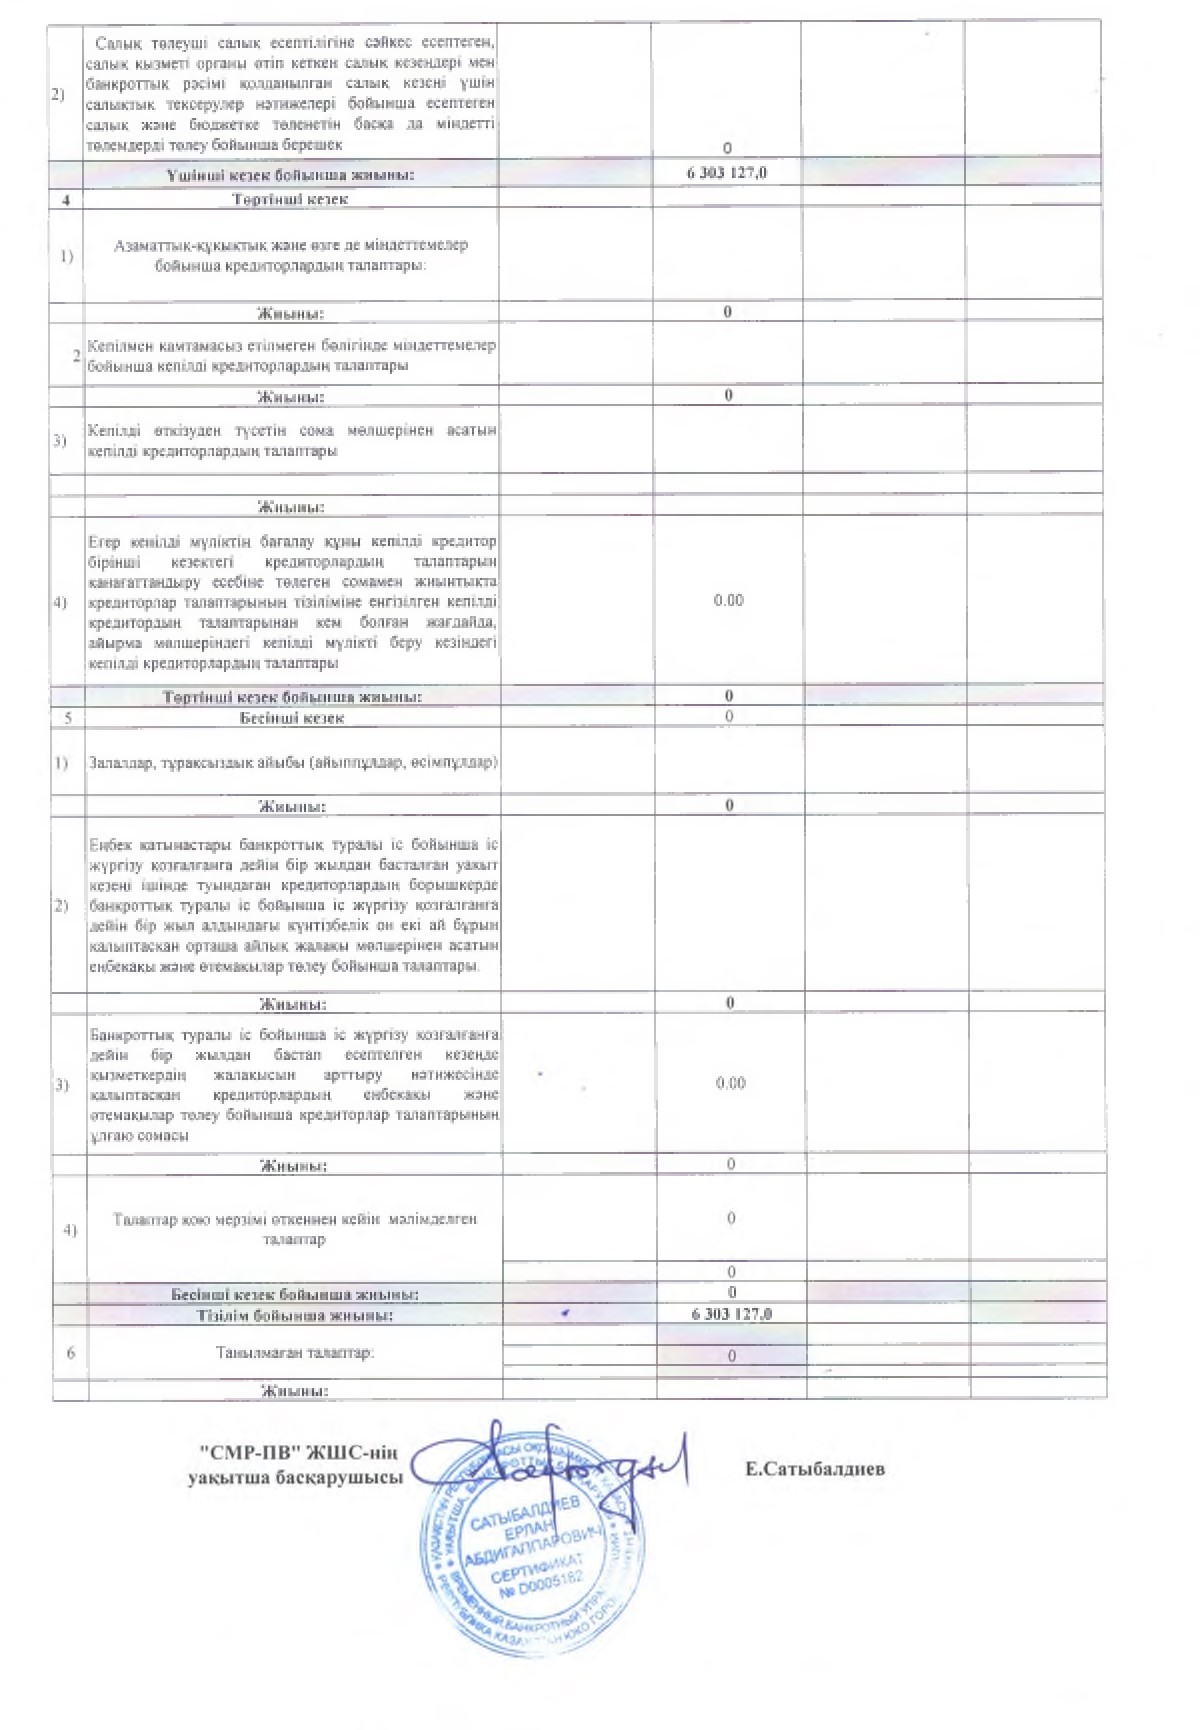 Салық төлеуші салық есептілігіне сәйкес есептеген,
салық қызметі органы өтіп кеткен салық кезеңдері мен
банкроттық рәсімі қолданылған салық кезеңі үшін
2)
салықтық тексерулер нәтижелері бойынша есептеген
салық және бюджетке төленетін басқа да міндетті
төлемдерді төлеу бойынша берешек 0
Үшінші кезек бойынша жиыны: 6 303 127,0
4 Төртінші кезек
1) Азаматтық-құқықтық және өзге де міндеттемелер
бойынша кредиторлардың талаптары:
Жиыны: 0
2 Кепілмен қамтамасыз етілмеген бөлігінде міндеттемелер
бойынша кепілді кредиторлардың талаптары
Жиыны: 0
3) Кепілді өткізуден түсетін сома мөлшерінен асатын
кепілді кредиторлардың талаптары
Жиыны:
Егер кепілді мүліктің бағалау құны кепілді кредитор
бірінші кезектегі кредиторлардың талаптарын
қанағаттандыру есебіне төлеген сомамен жиынтықта
4) кредиторлар талаптарының тізіліміне енгізілген кепілді 0.00
кредитордың талаптарынан кем болған жағдайда,
айырма мөлшеріндегі кепілді мүлікті беру кезіндегі
кепілді кредиторлардың талаптары
Төртінші кезек бойынша жиыны: 0
5 Бесінші кезек 0
1) Залалдар, тұрақсыздық айыбы (айыппұлдар, өсімпұлдар)
Жиыны: 0
Еңбек қатынастары банкроттық туралы іс бойынша іс
жүргізу қозғалғанға дейін бір жылдан басталған уақыт
кезеңі ішінде туындаған кредиторлардың борышкерде
2) банкроттық туралы іс бойынша іс жүргізу қозғалғанға
дейін бір жыл алдындағы күнтізбелік он екі ай бұрын
қалыптасқан орташа айлық жалақы мөлшерінен асатын
еңбекақы және өтемақылар төлеу бойынша талаптары.
Жиыны: 0
Банкроттық туралы іс бойынша іс жүргізу қозғалғанға
дейін бір жылдан бастап есептелген кезеңде
3) қызметкердің жалақысын арттыру нәтижесінде 0.00
қалыптасқан кредиторлардың еңбекақы және
өтемақылар төлеу бойынша кредиторлар талаптарының
ұлғаю сомасы
Жиыны: 0
4) Талаптар қою мерзімі өткеннен кейін мәлімделген 0
талаптар
0
Бесінші кезек бойынша жиыны: 0
Тізілім бойынша жиыны: 6 303 127,0
6 Танылмаған талаптар: 0
Жиыны:
"СМР-ПВ" ЖШС-нің
уақытша басқарушысы Е.Сатыбалдиев
САТЫБАЛДИЕВ
ЕРЛАН
АБДИГАППАРОВИЧ
СЕРТИФИКАТ
№ D0005182